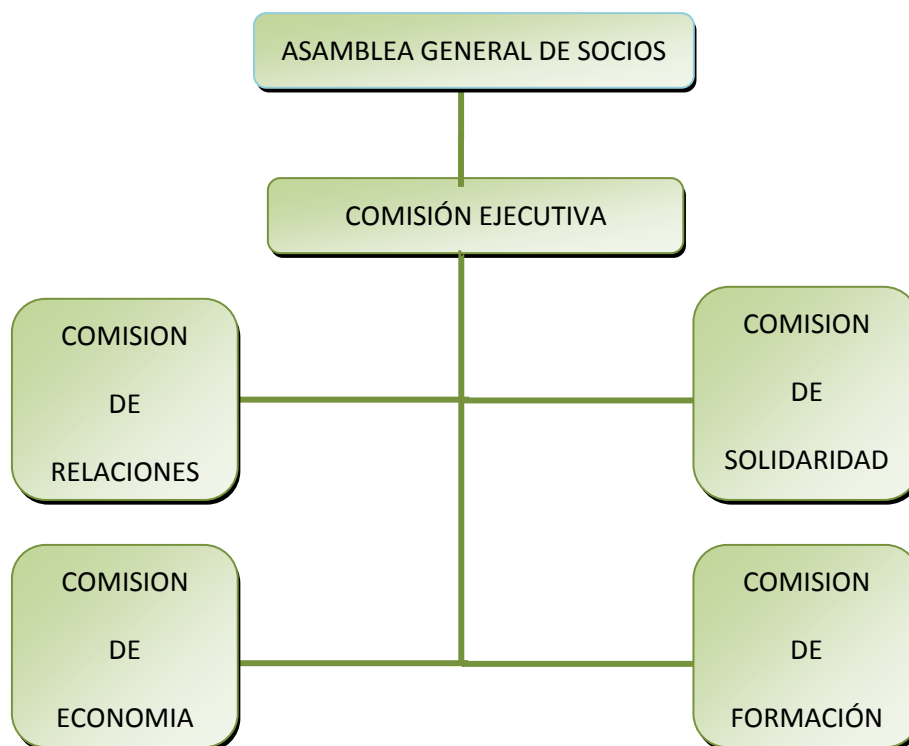 ASAMBLEA GENERAL DE SOCIOS
COMISIÓN EJECUTIVA
COMISION
DE
RELACIONES
COMISION
DE
SOLIDARIDAD
COMISION
DE
ECONOMIA
COMISION
DE
FORMACIÓN